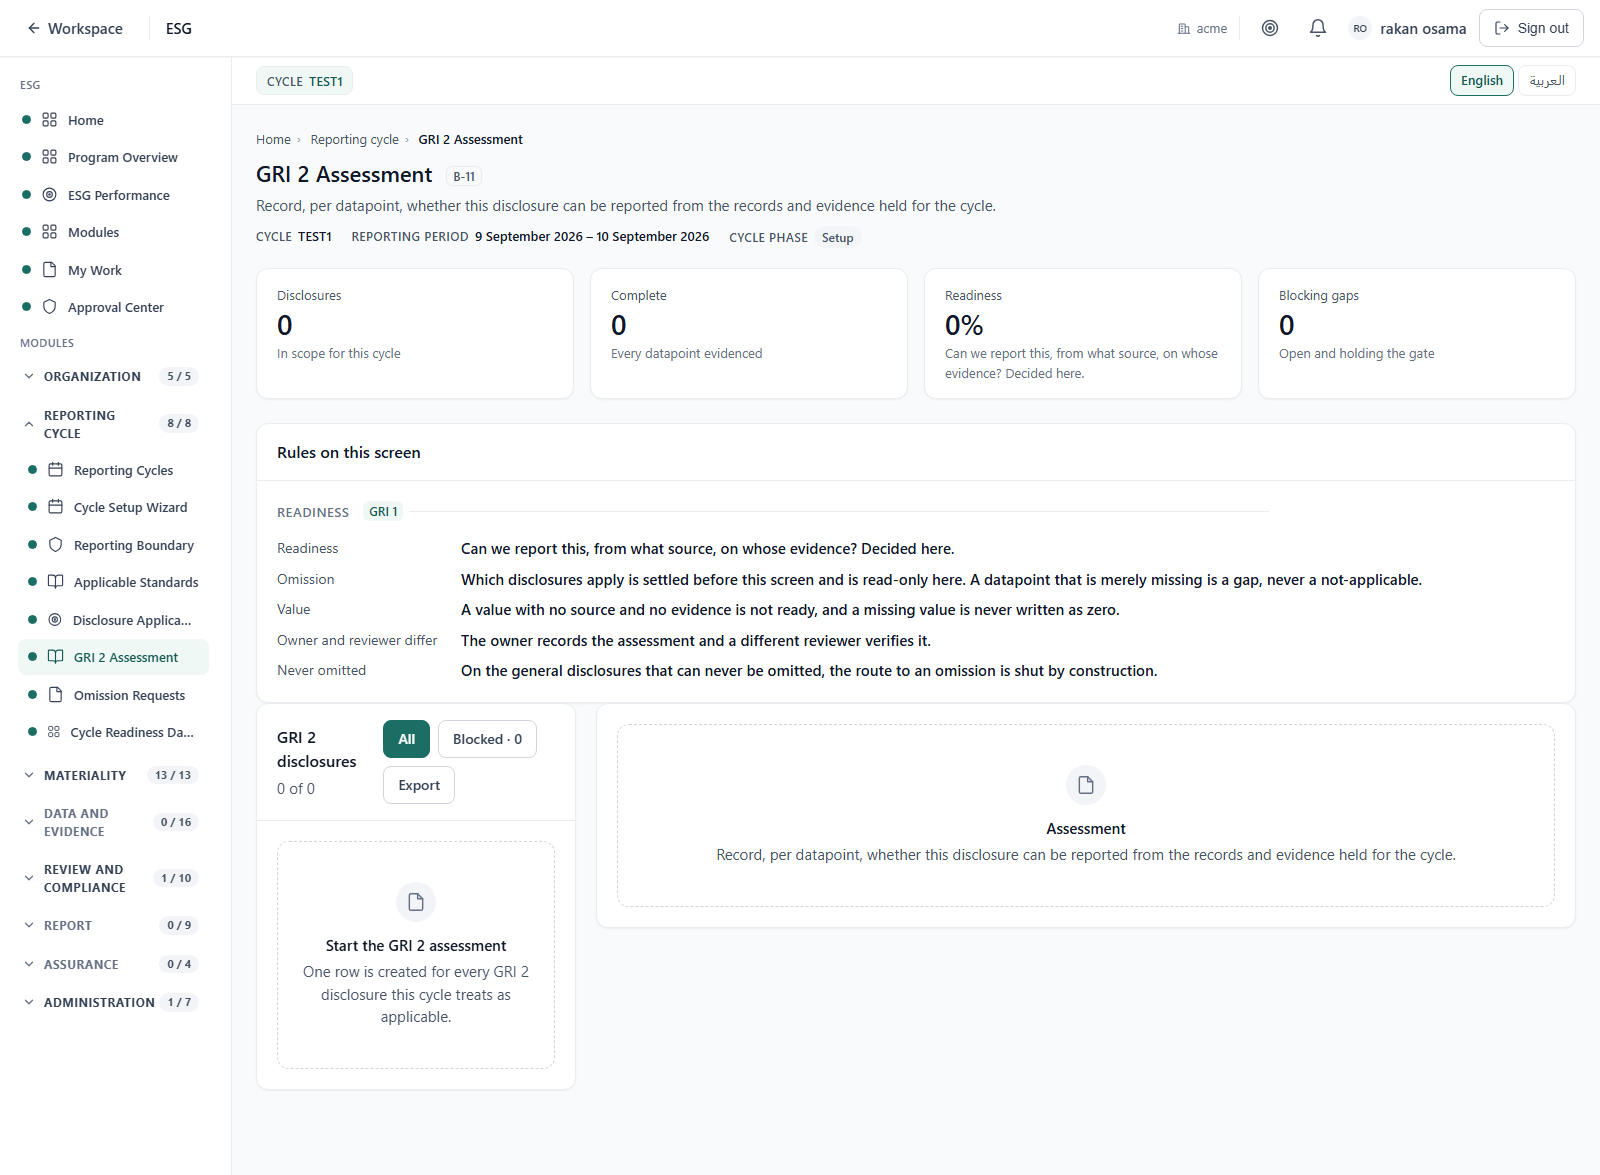 Workspace
ESG
acme
RO
rakan osama
Sign out
ESG
Home
Program Overview
ESG Performance
Modules
My Work
Approval Center
MODULES
ORGANIZATION 5 / 5
REPORTING CYCLE 8 / 8
Reporting Cycles
Cycle Setup Wizard
Reporting Boundary
Applicable Standards
Disclosure Applica...
GRI 2 Assessment
Omission Requests
Cycle Readiness Da...
MATERIALITY 13 / 13
DATA AND EVIDENCE 0 / 16
REVIEW AND COMPLIANCE 1 / 10
REPORT 0 / 9
ASSURANCE 0 / 4
ADMINISTRATION 1 / 7
CYCLE TEST1
English
العربية
Home › Reporting cycle › GRI 2 Assessment
GRI 2 Assessment B-11
Record, per datapoint, whether this disclosure can be reported from the records and evidence held for the cycle.
CYCLE TEST1 REPORTING PERIOD 9 September 2026 – 10 September 2026 CYCLE PHASE Setup
Disclosures
0
In scope for this cycle
Complete
0
Every datapoint evidenced
Readiness
0%
Can we report this, from what source, on whose
evidence? Decided here.
Blocking gaps
0
Open and holding the gate
Rules on this screen
READINESS GRI 1
Readiness Can we report this, from what source, on whose evidence? Decided here.
Omission Which disclosures apply is settled before this screen and is read-only here. A datapoint that is merely missing is a gap, never a not-applicable.
Value A value with no source and no evidence is not ready, and a missing value is never written as zero.
Owner and reviewer differ The owner records the assessment and a different reviewer verifies it.
Never omitted On the general disclosures that can never be omitted, the route to an omission is shut by construction.
GRI 2
disclosures
0 of 0
All
Blocked · 0
Export
Start the GRI 2 assessment
One row is created for every GRI 2
disclosure this cycle treats as
applicable.
Assessment
Record, per datapoint, whether this disclosure can be reported from the records and evidence held for the cycle.